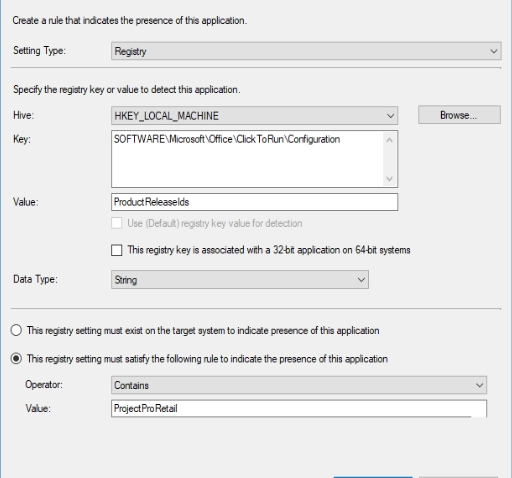 Create a rule that indicates the presence of this application.
Setting Type: Registry
Specify the registry key or value to detect this application.
Hive: HKEY_LOCAL_MACHINE Browse...
Key: SOFTWARE\Microsoft\Office\ClickToRun\Configuration
Value: ProductReleaseIds
Use (Default) registry key value for detection
This registry key is associated with a 32-bit application on 64-bit systems
Data Type: String
This registry setting must exist on the target system to indicate presence of this application
This registry setting must satisfy the following rule to indicate the presence of this application
Operator: Contains
Value: ProjectProRetail